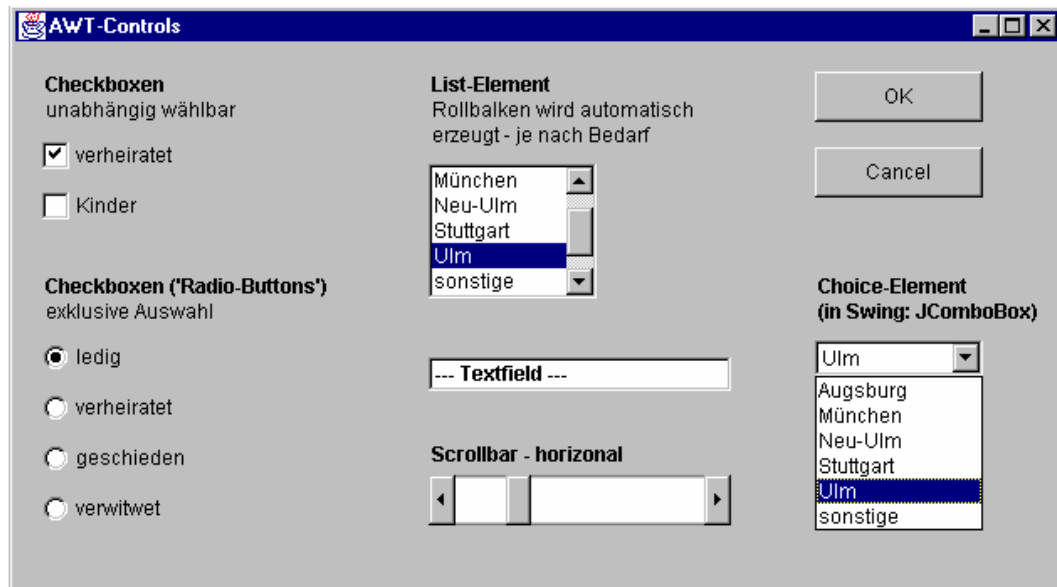 AWT-Controls
Checkboxen
unabhängig wählbar
verheiratet
Kinder
Checkboxen ('Radio-Buttons')
exklusive Auswahl
ledig
verheiratet
geschieden
verwitwet
List-Element
Rollbalken wird automatisch
erzeugt - je nach Bedarf
München
Neu-Ulm
Stuttgart
Ulm
sonstige
--- Textfield ---
Scrollbar - horizonal
OK
Cancel
Choice-Element
(in Swing: JComboBox)
Ulm
Augsburg
München
Neu-Ulm
Stuttgart
Ulm
sonstige